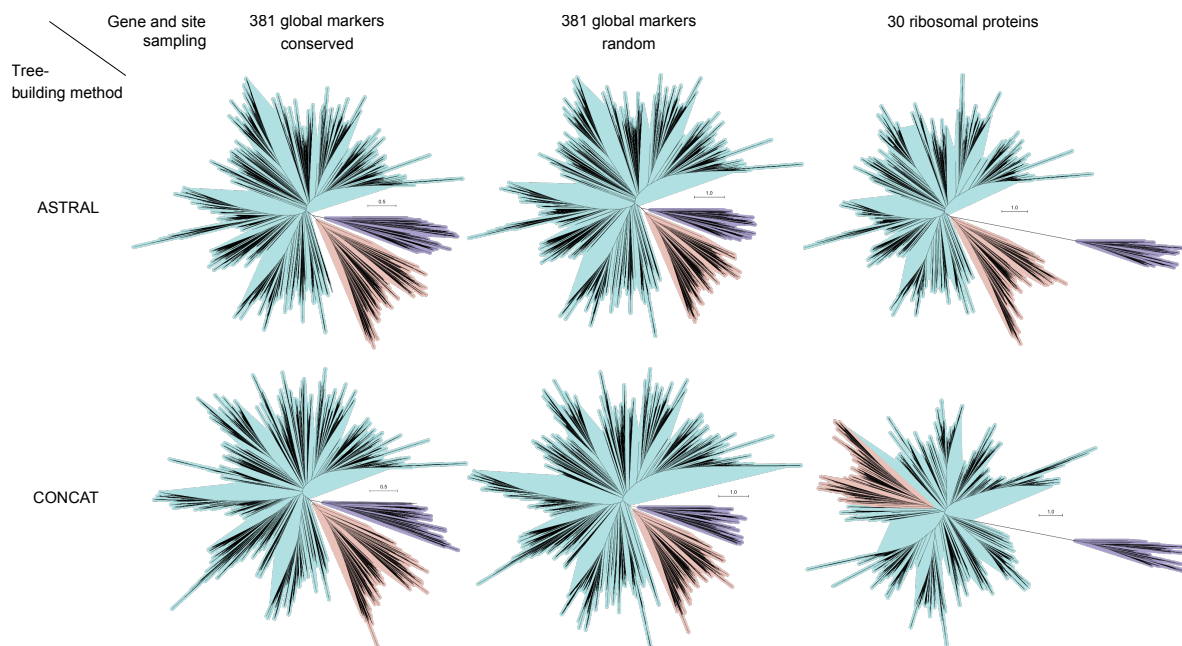 Gene and site
sampling
381 global markers
conserved
381 global markers
random
30 ribosomal proteins
Tree-
building method
ASTRAL
0.5
1.0
1.0
CONCAT
0.5
1.0
1.0